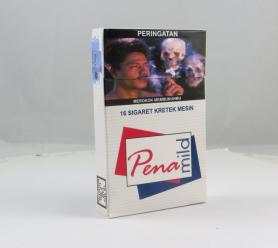 PERINGATAN
MEROKOK MEMBUNUHMU
16 SIGARET KRETEK MESIN
Pena
mild